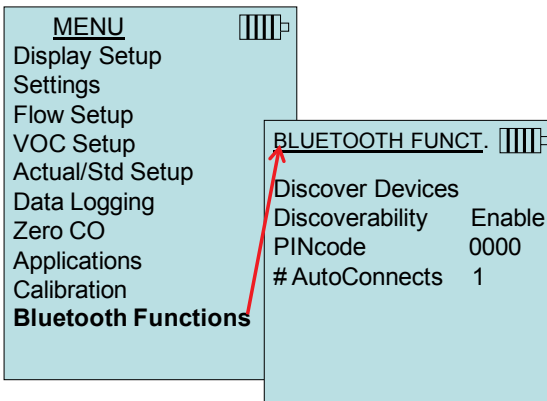 MENU
Display Setup
Settings
Flow Setup
VOC Setup
Actual/Std Setup
Data Logging
Zero CO
Applications
Calibration
Bluetooth Functions
BLUETOOTH FUNCT.
Discover Devices
Discoverability Enable
PINcode 0000
# AutoConnects 1